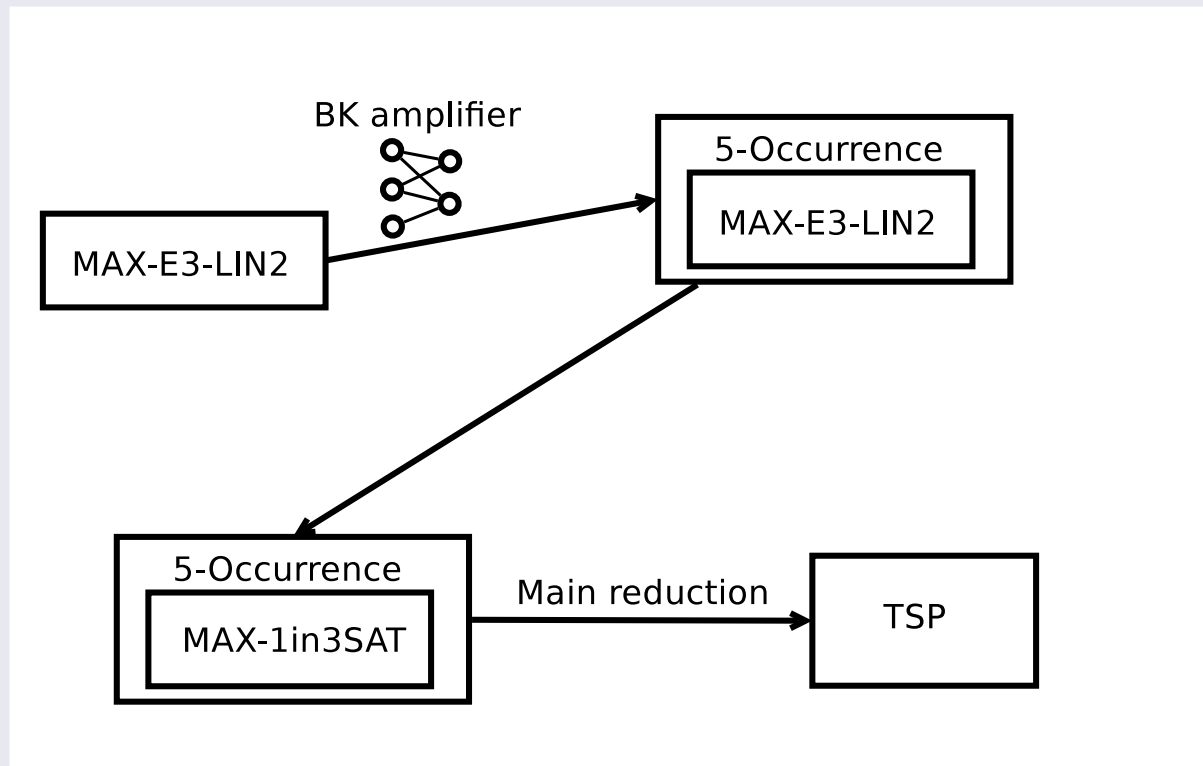 BK amplifier
MAX-E3-LIN2
5-Occurrence
MAX-E3-LIN2
5-Occurrence
MAX-1in3SAT
Main reduction
TSP